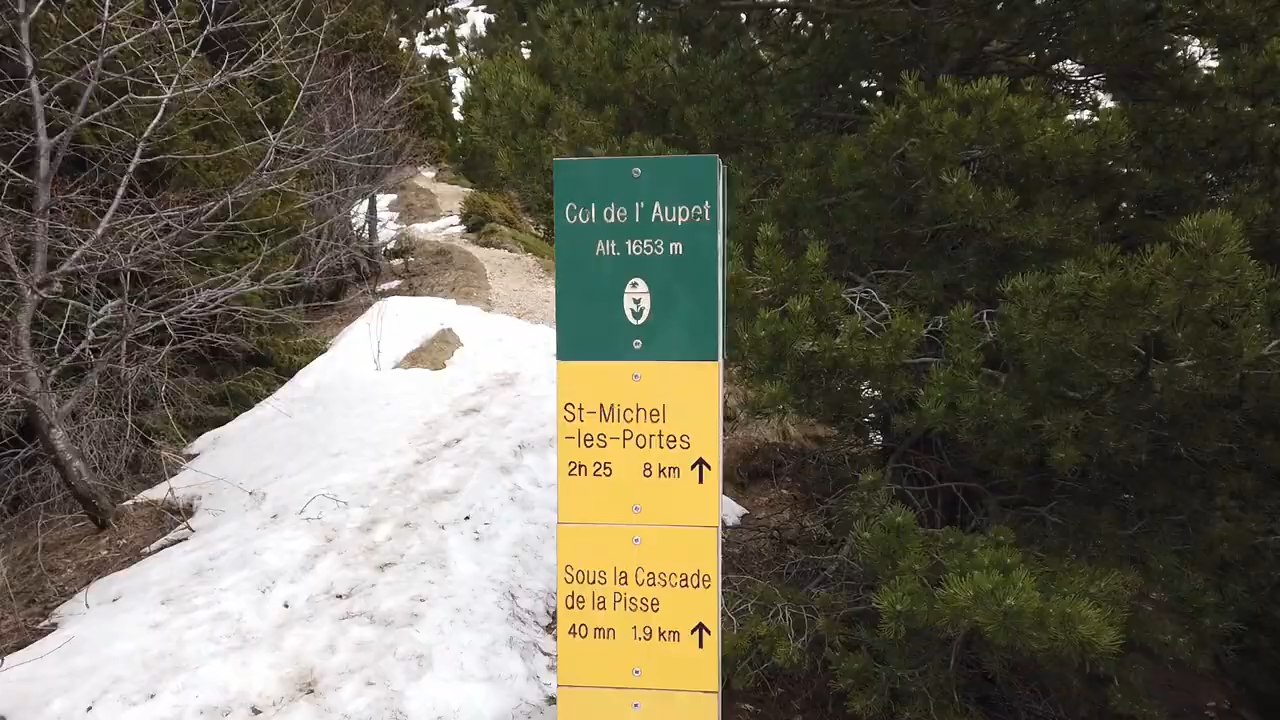 Col de l' Aupet
Alt. 1653 m
St-Michel
-les-Portes
2h 25 8 km ↑
Sous la Cascade
de la Pisse
40 mn 1.9 km ↑